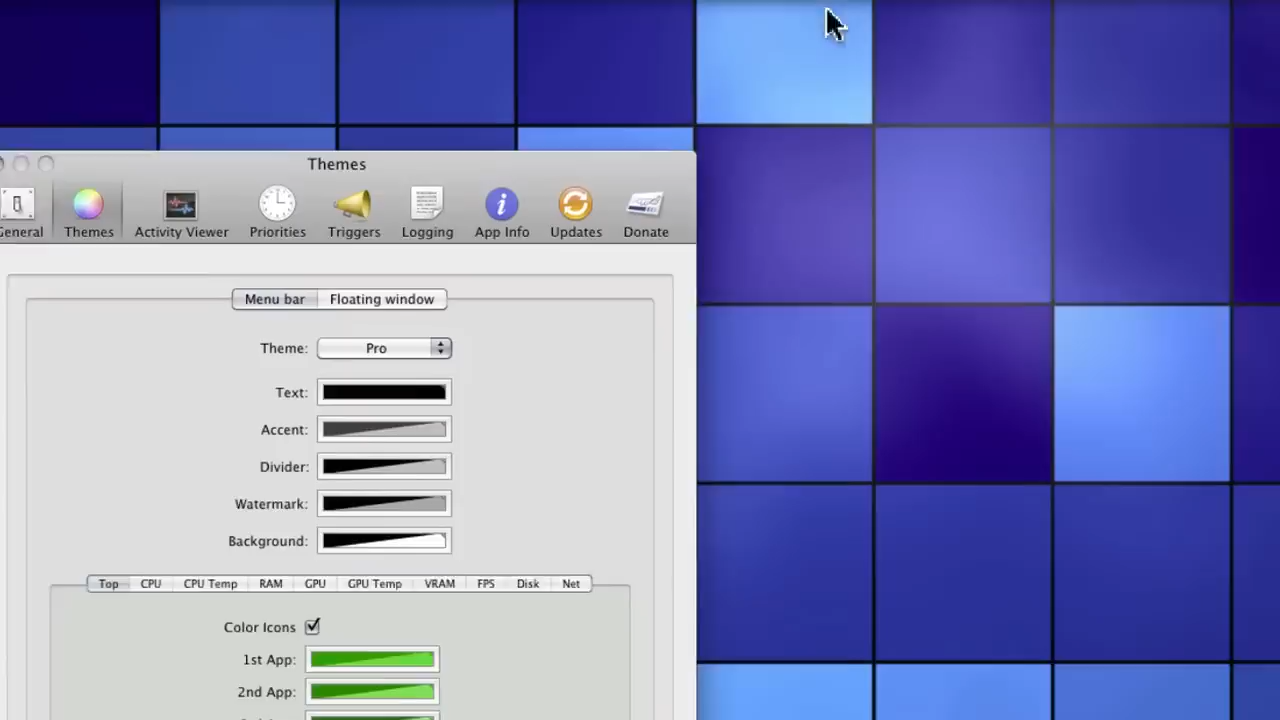 Themes
General Themes Activity Viewer Priorities Triggers Logging App Info Updates Donate
Menu bar Floating window
Theme: Pro
Text:
Accent:
Divider:
Watermark:
Background:
Top CPU CPU Temp RAM GPU GPU Temp VRAM FPS Disk Net
Color Icons
1st App:
2nd App: